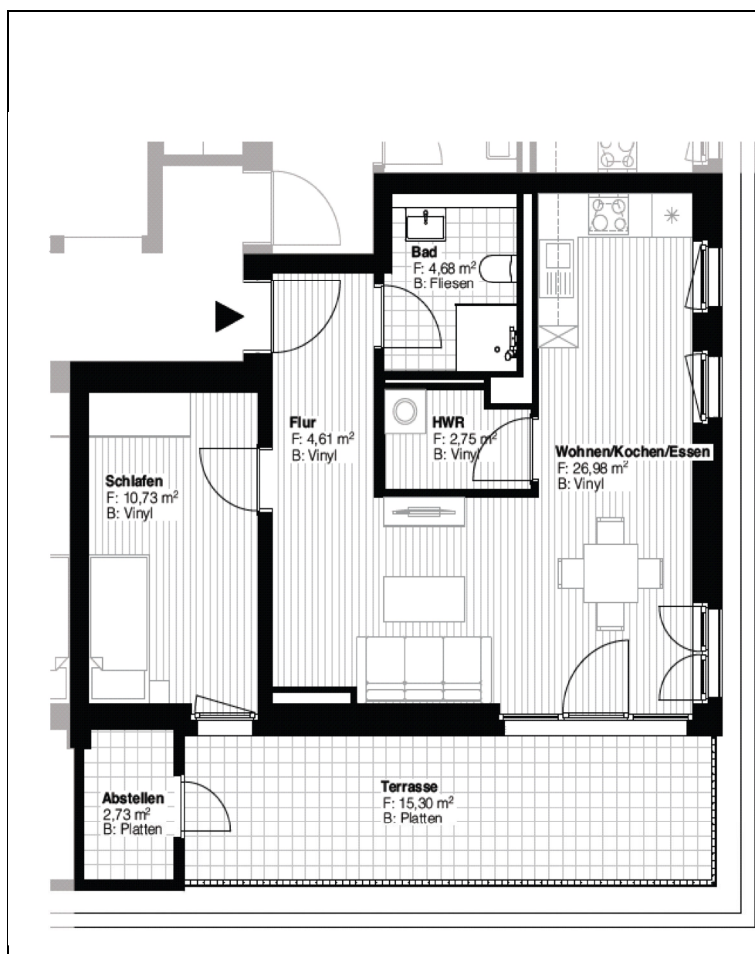 Bad
F: 4,68 m²
B: Fliesen
Flur
F: 4,61 m²
B: Vinyl
HWR
F: 2,75 m²
B: Vinyl
Wohnen/Kochen/Essen
F: 26,98 m²
B: Vinyl
Schlafen
F: 10,73 m²
B: Vinyl
Abstellen
2,73 m²
B: Platten
Terrasse
F: 15,30 m²
B: Platten